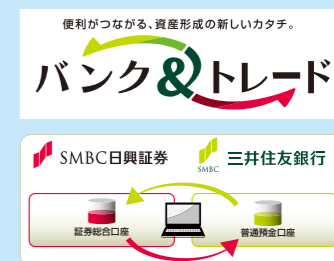 便利がつながる、資産形成の新しいカタチ。
バンク&トレード
SMBC日興証券
SMBC
三井住友銀行
証券総合口座
普通預金口座